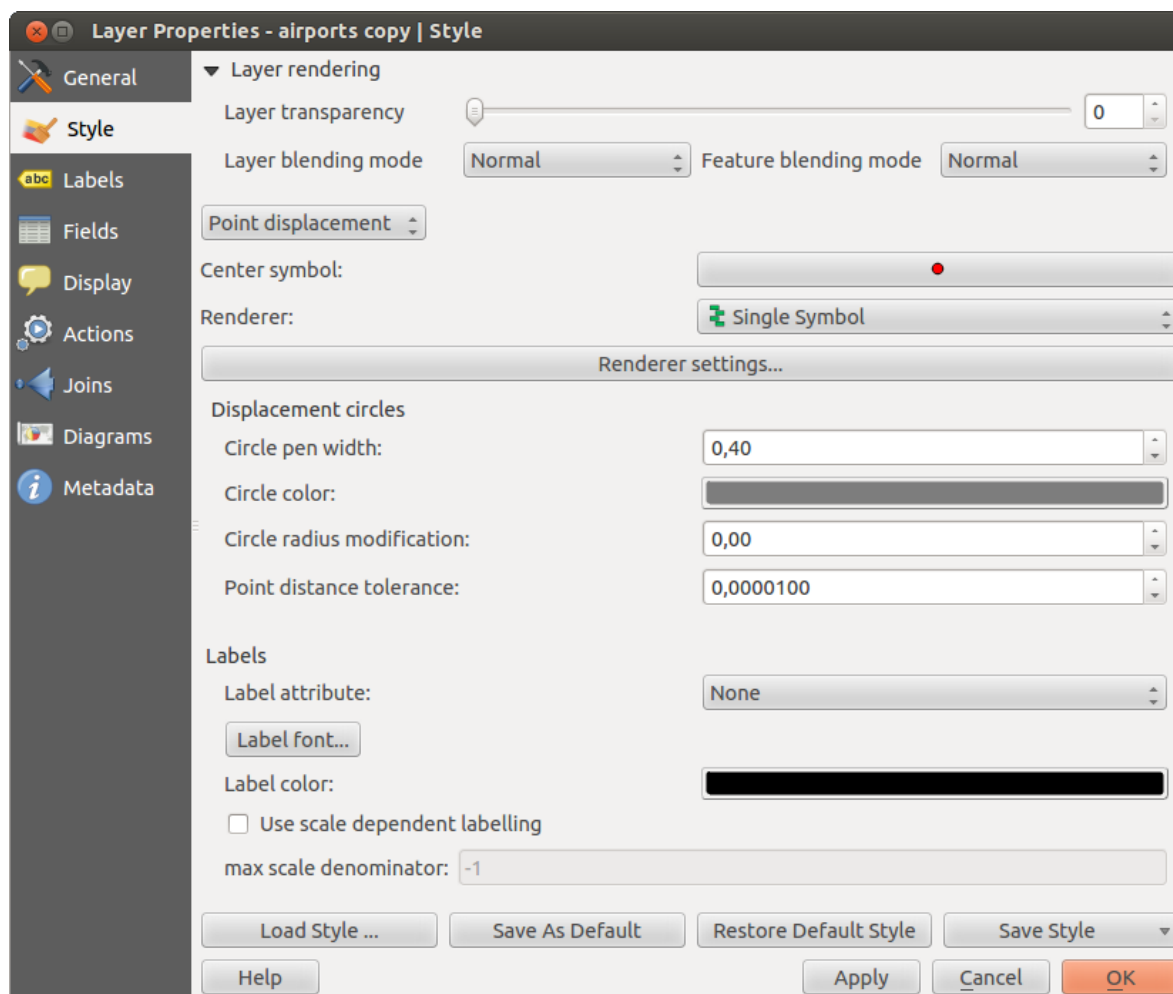 Layer Properties - airports copy | Style
General
Style
abc Labels
Fields
Display
Actions
Joins
Diagrams
i Metadata
Layer rendering
Layer transparency 0
Layer blending mode Normal Feature blending mode Normal
Point displacement
Center symbol:
Renderer: Single Symbol
Renderer settings...
Displacement circles
Circle pen width: 0,40
Circle color:
Circle radius modification: 0,00
Point distance tolerance: 0,0000100
Labels
Label attribute: None
Label font...
Label color:
Use scale dependent labelling
max scale denominator: -1
Load Style ... Save As Default Restore Default Style Save Style
Help Apply Cancel OK